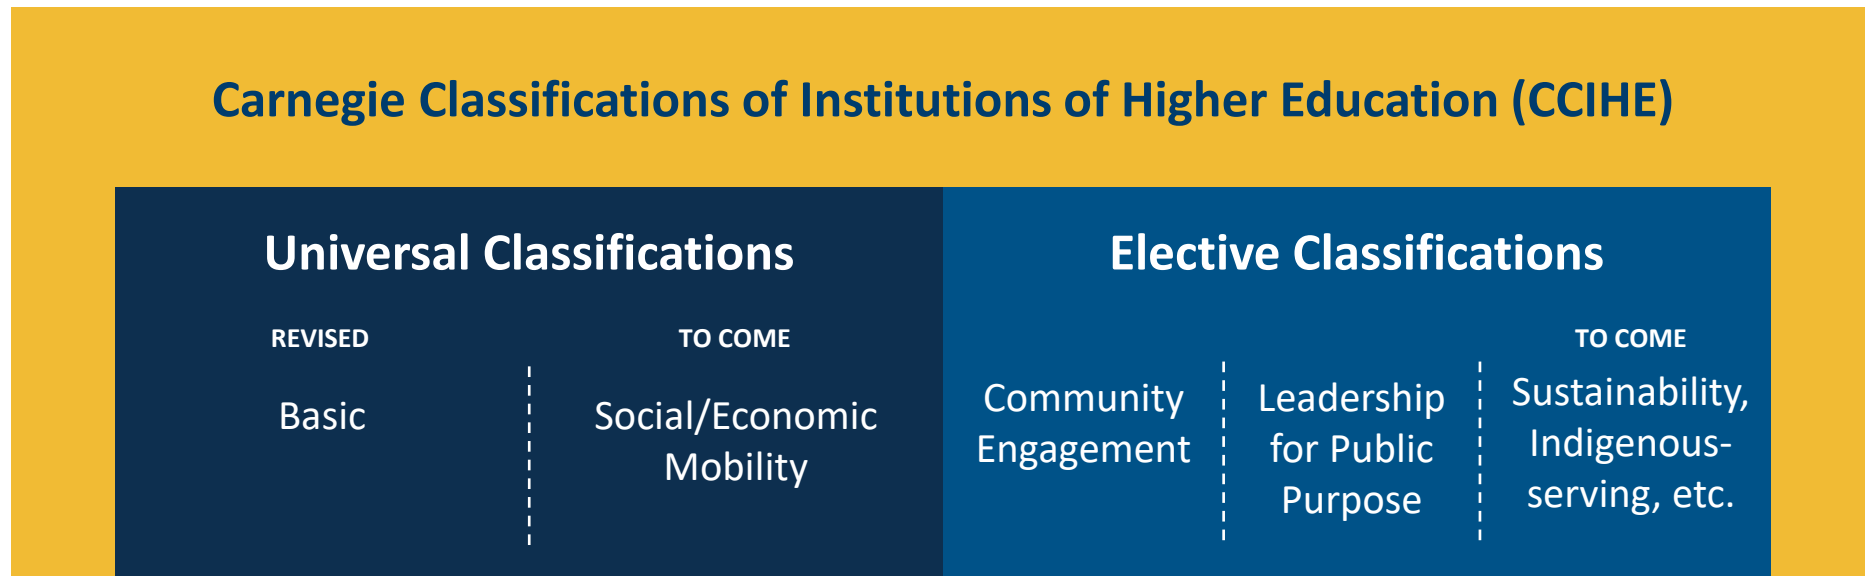 Carnegie Classifications of Institutions of Higher Education (CCIHE)
Universal Classifications
REVISED
Basic
TO COME
Social/Economic
Mobility
Elective Classifications
Community
Engagement
Leadership
for Public
Purpose
TO COME
Sustainability,
Indigenous-
serving, etc.